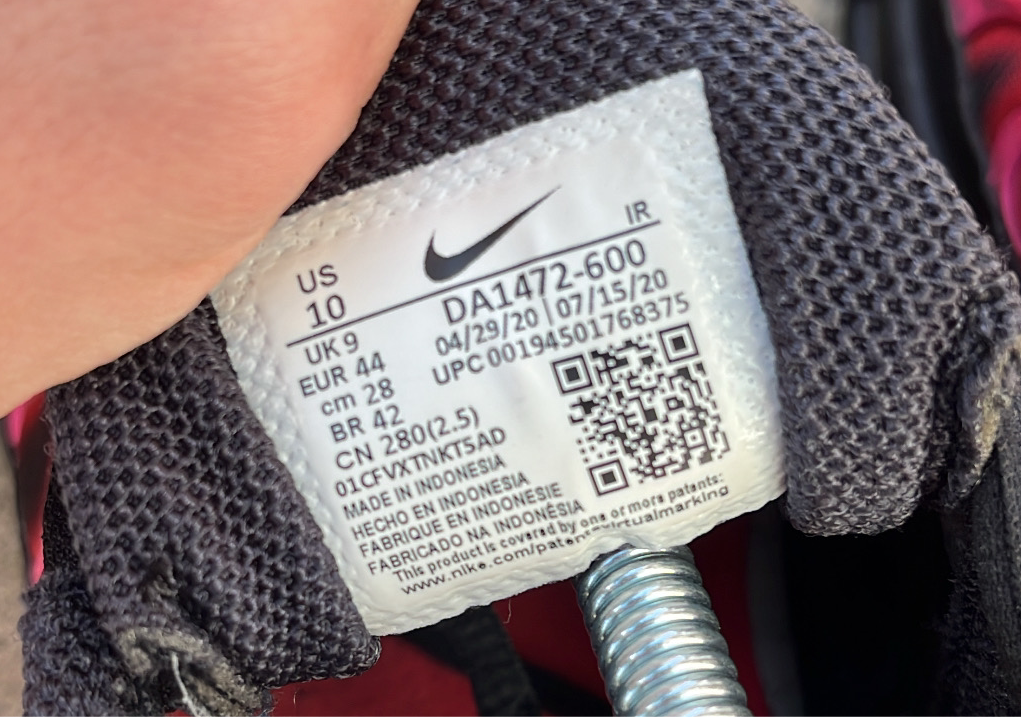 US
10
IR
UK 9
EUR 44
cm 28
BR 42
CN 280(2.5)
DA1472-600
04/29/20 | 07/15/20
UPC 00194501768375
01CFVXTNKT5AD
MADE IN INDONESIA
HECHO EN INDONESIA
FABRIQUE EN INDONESIE
FABRICADO NA INDONÉSIA
This product is covered by one or more patents:
www.nike.com/patentvirtualmarking